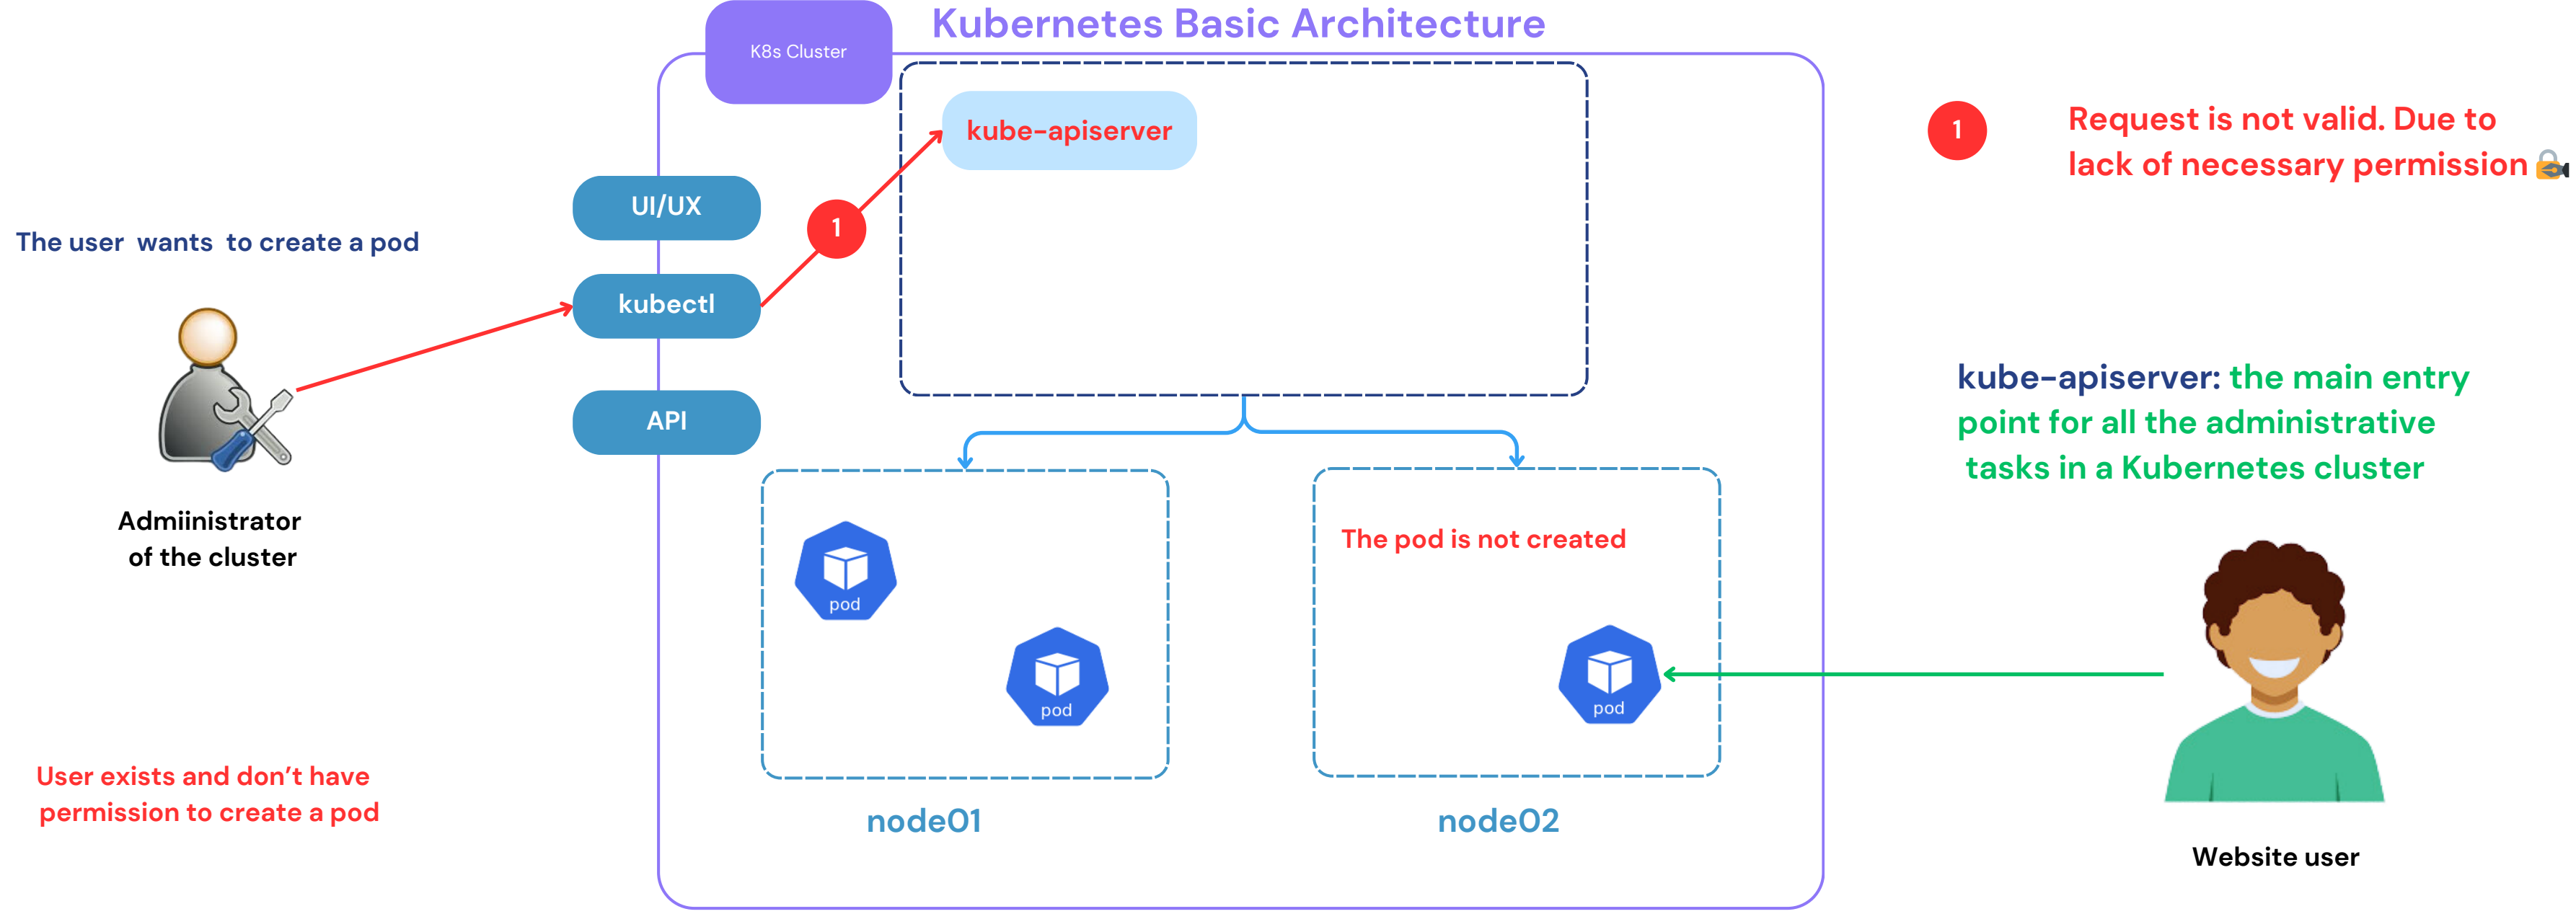 Kubernetes Basic Architecture
K8s Cluster
kube-apiserver
1
Request is not valid. Due to
lack of necessary permission
UI/UX
1
The user wants to create a pod
kubectl
kube-apiserver: the main entry
point for all the administrative
tasks in a Kubernetes cluster
API
Admiinistrator
of the cluster
The pod is not created
pod
pod
pod
User exists and don't have
permission to create a pod
node01
node02
Website user